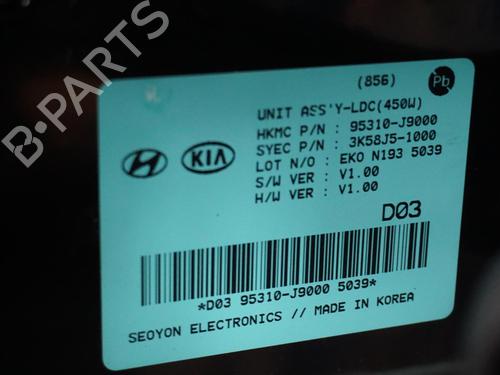 (856)
Pb
UNIT ASS'Y-LDC(450W)
HKMC P/N : 95310-J9000
SYEC P/N : 3K58J5-1000
LOT N/O : EKO N193 5039
S/W VER : V1.00
H/W VER : V1.00
KIA
D03
*D03 95310-J9000 5039*
SEOYON ELECTRONICS // MADE IN KOREA
B-PARTS